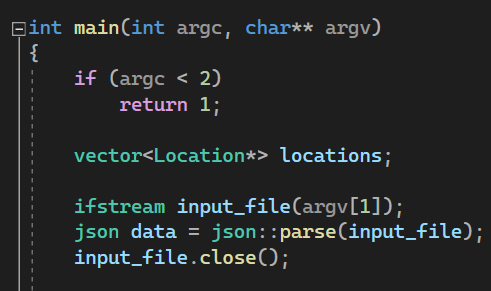 int main(int argc, char** argv)
{
    if (argc < 2)
        return 1;

    vector<Location*> locations;

    ifstream input_file(argv[1]);
    json data = json::parse(input_file);
    input_file.close();